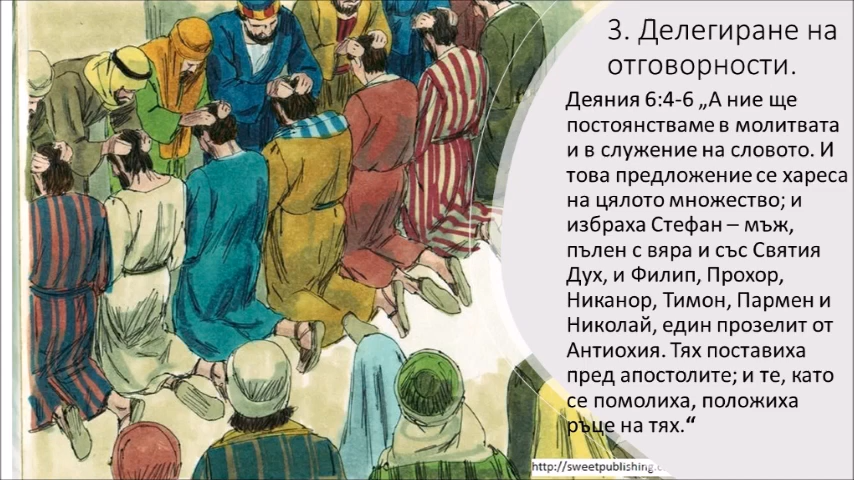 3. Делегиране на
отговорности.
Деяния 6:4-6 „А ние ще
постоянстваме в молитвата
и в служение на словото. И
това предложение се хареса
на цялото множество; и
избраха Стефан – мъж,
пълен с вяра и със Святия
Дух, и Филип, Прохор,
Никанор, Тимон, Пармен и
Николай, един прозелит от
Антиохия. Тях поставиха
пред апостолите; и те, като
се помолиха, положиха
ръце на тях.“
http://sweetpublishing.c